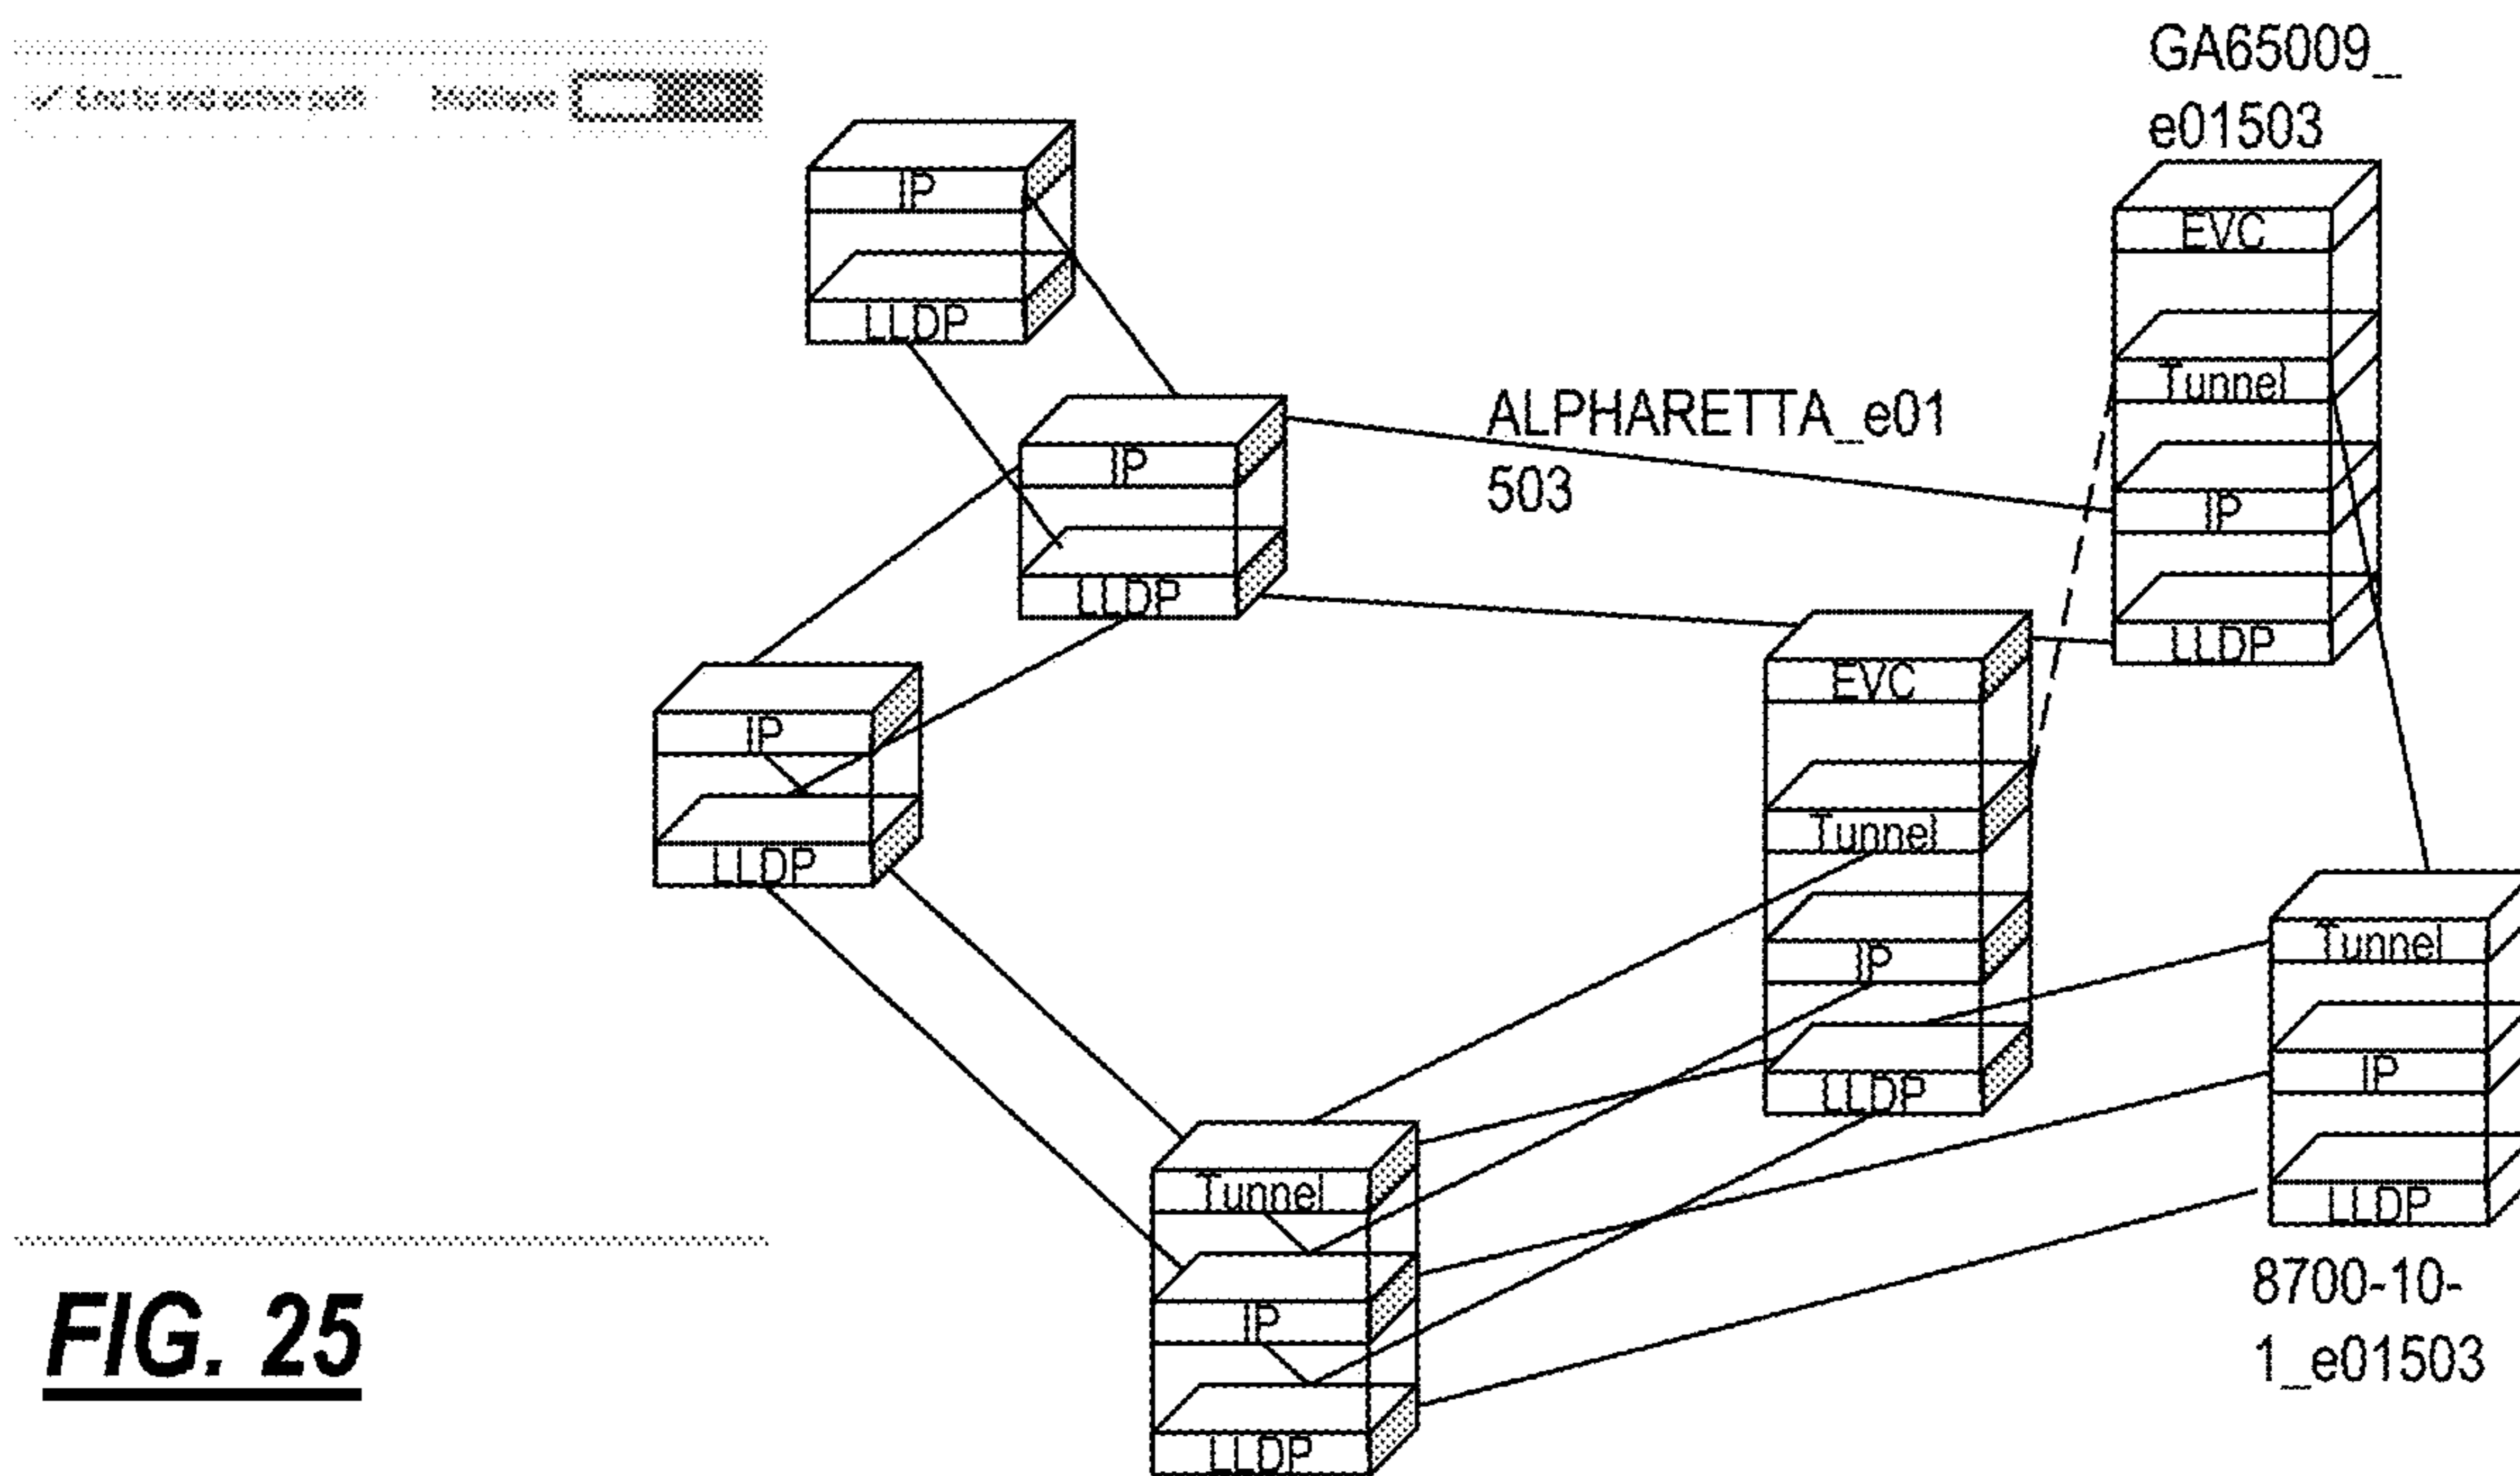 GA65009_
e01503
IP
LLDP
EVC
Tunnel
IP
LLDP
ALPHARETTA_e01
503
IP
LLDP
IP
LLDP
EVC
Tunnel
IP
LLDP
Tunnel
IP
LLDP
8700-10-
1_e01503
Tunnel
IP
LLDP
FIG. 25